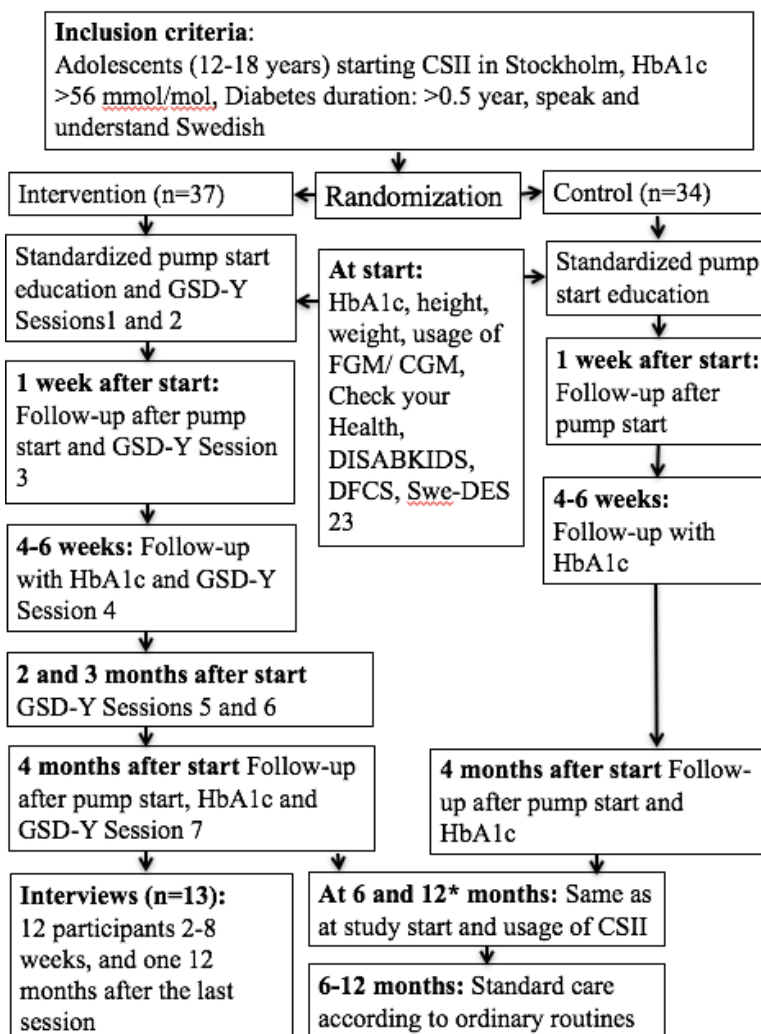 Inclusion criteria:
Adolescents (12-18 years) starting CSII in Stockholm, HbA1c
>56 mmol/mol, Diabetes duration: >0.5 year, speak and
understand Swedish
Intervention (n=37)
Randomization
Control (n=34)
Standardized pump start
education and GSD-Y
Sessions1 and 2
At start:
HbA1c, height,
weight, usage of
FGM/ CGM,
Check your
Health,
DISABKIDS,
DFCS, Swe-DES
23
Standardized pump
start education
1 week after start:
Follow-up after pump
start and GSD-Y Session
3
1 week after start:
Follow-up after
pump start
4-6 weeks: Follow-up
with HbA1c and GSD-Y
Session 4
4-6 weeks:
Follow-up with
HbA1c
2 and 3 months after start
GSD-Y Sessions 5 and 6
4 months after start Follow-up
after pump start, HbA1c and
GSD-Y Session 7
4 months after start Follow-
up after pump start and
HbA1c
Interviews (n=13):
12 participants 2-8
weeks, and one 12
months after the last
session
At 6 and 12* months: Same as
at study start and usage of CSII
6-12 months: Standard care
according to ordinary routines